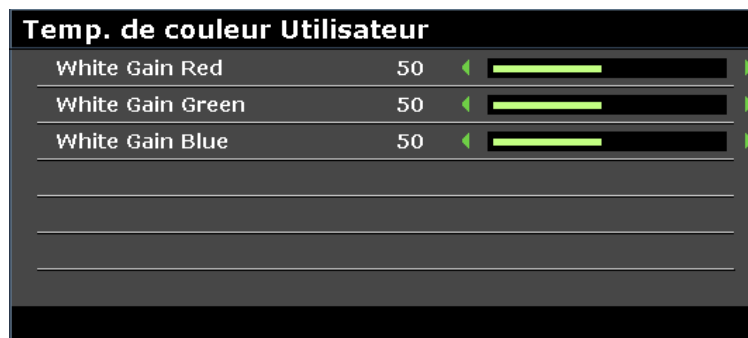 Temp. de couleur Utilisateur
White Gain Red 50
White Gain Green 50
White Gain Blue 50